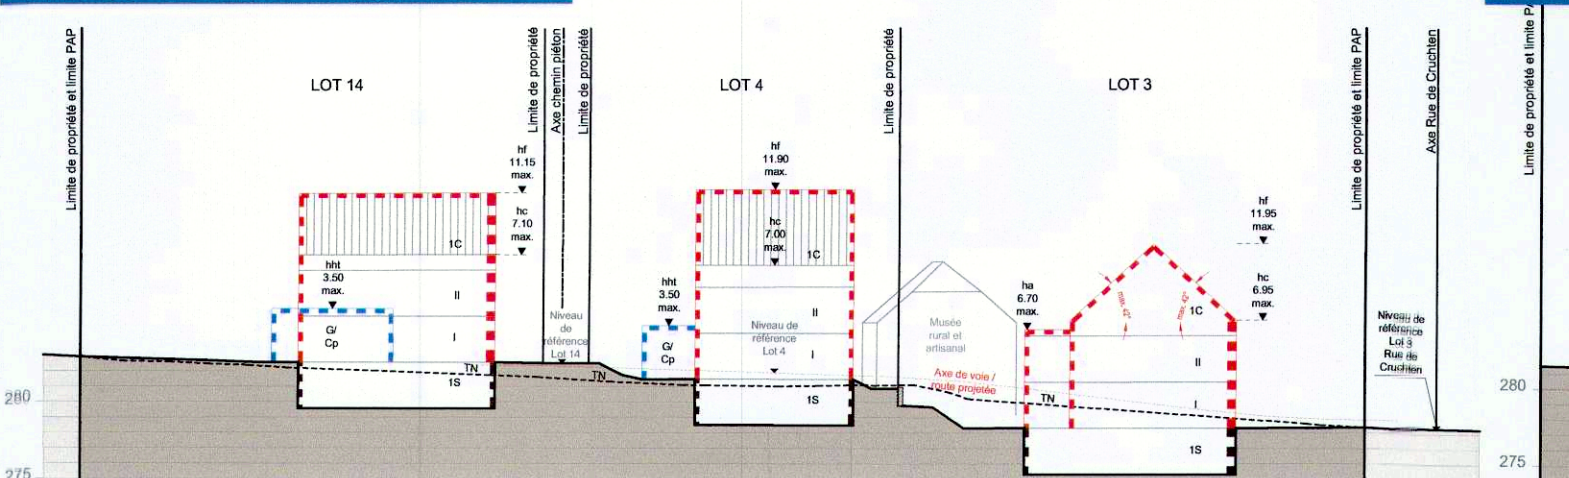 Limite de propriété et limite PAP
LOT 14
Limite de propriété
Axe chemin piéton
Limite de propriété
LOT 4
Limite de propriété
LOT 3
Limite de propriété et limite PAP
Axe Rue de Cruchten
Limite de propriété et limite
hf
11.15
max.
hc
7.10
max.
1C
hht
3.50
max.
II
G/
Cp
I
TN
1S
Niveau
de
référence
Lot 14
TN
hf
11.90
max.
hc
7.00
max.
1C
hht
3.50
max.
II
G/
Cp
Niveau de
référence
Lot 4
I
1S
Musée
rural et
artisanal
Axe de voie /
route projetée
TN
ha
6.70
max.
hf
11.95
max.
hc
6.95
max.
max. 42°
max. 42°
1C
II
I
1S
Niveau de
référence
Lot 3
Rue de
Cruchten
280
275
280
275